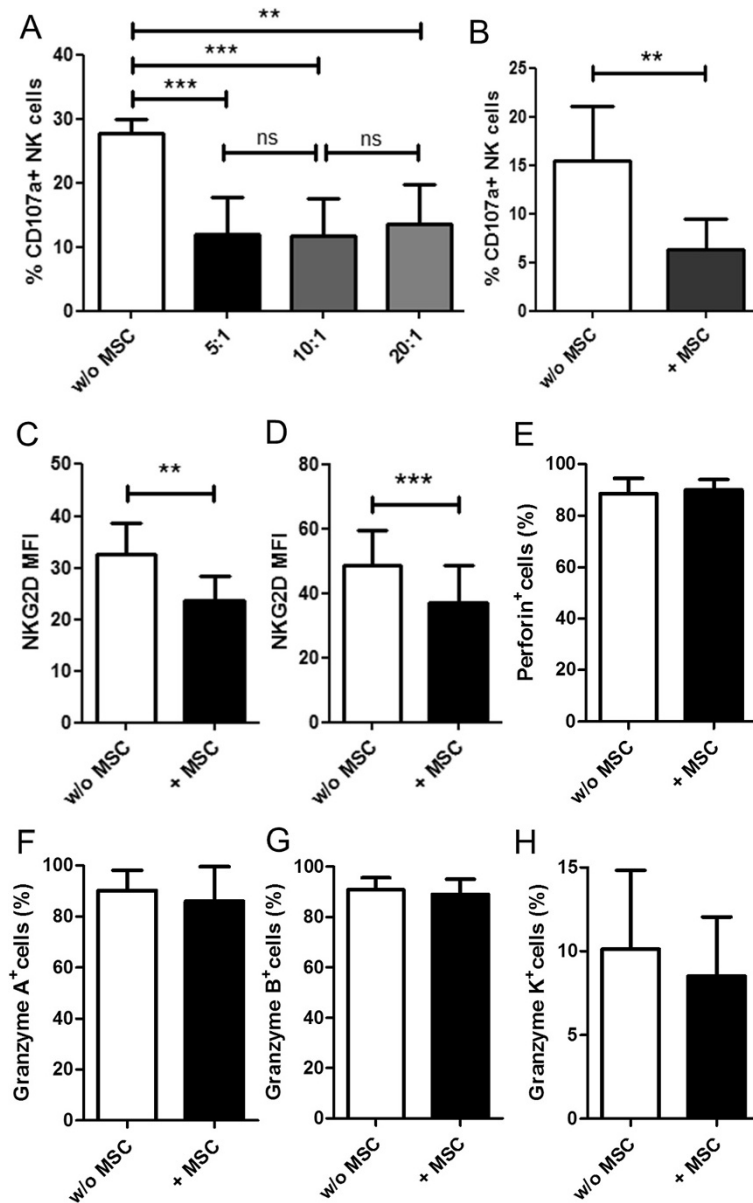 A
% CD107a+ NK cells
40
30
20
10
0
**
***
***
ns
ns
w/o MSC
5:1
10:1
20:1
B
% CD107a+ NK cells
25
20
15
10
5
0
**
w/o MSC
+ MSC
C
NKG2D MFI
50
40
30
20
10
0
**
w/o MSC
+ MSC
D
NKG2D MFI
80
60
40
20
0
***
w/o MSC
+ MSC
E
Perforin+ cells (%)
100
80
60
40
20
0
w/o MSC
+ MSC
F
Granzyme A+ cells (%)
100
80
60
40
20
0
w/o MSC
+ MSC
G
Granzyme B+ cells (%)
100
80
60
40
20
0
w/o MSC
+ MSC
H
Granzyme K+ cells (%)
15
10
5
0
w/o MSC
+ MSC